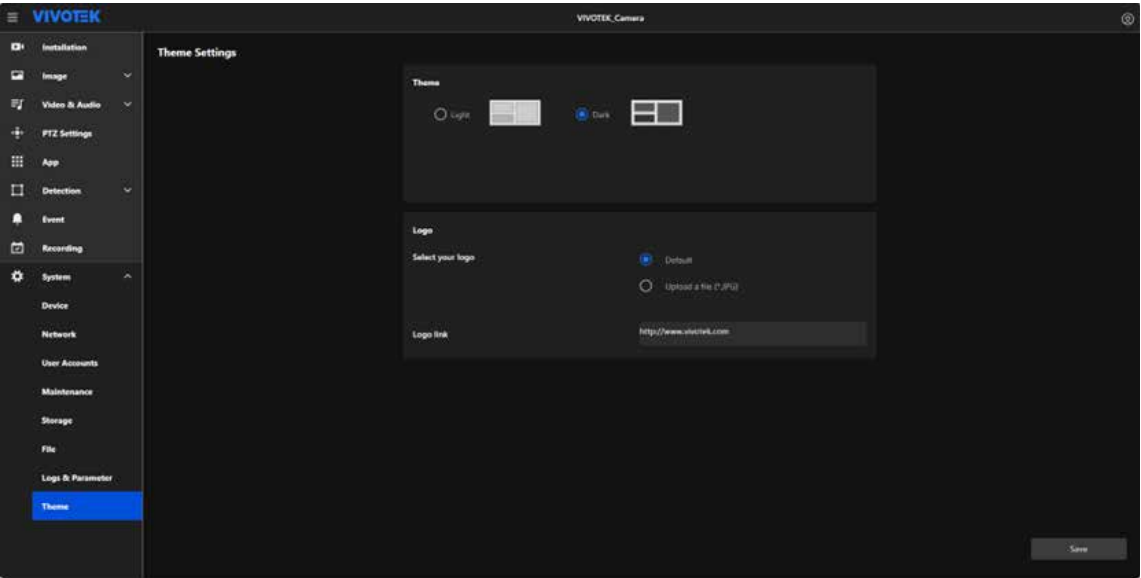 VIVOTEK
VIVOTEK_Camera
Installation
Image
Video & Audio
PTZ Settings
App
Detection
Event
Recording
System
Device
Network
User Accounts
Maintenance
Storage
File
Logs & Parameter
Theme
Theme Settings
Theme
Light
Dark
Logo
Select your logo
Default
Upload a file (*.JPG)
Logo link
http://www.vivotek.com
Save